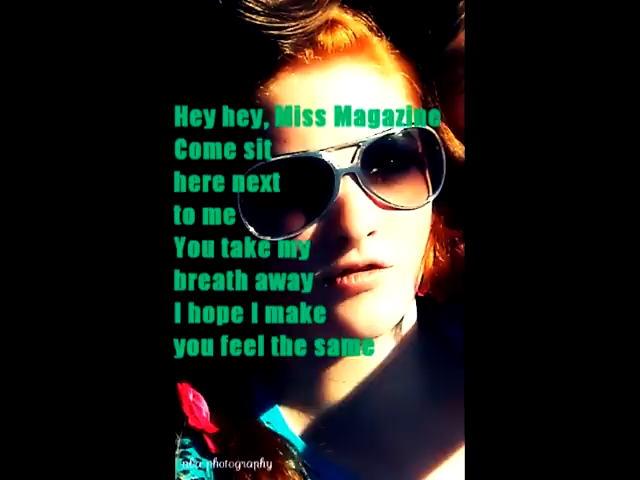 Hey hey, Miss Magazine
Come sit
here next
to me
You take my
breath away
I hope I make
you feel the same
photography